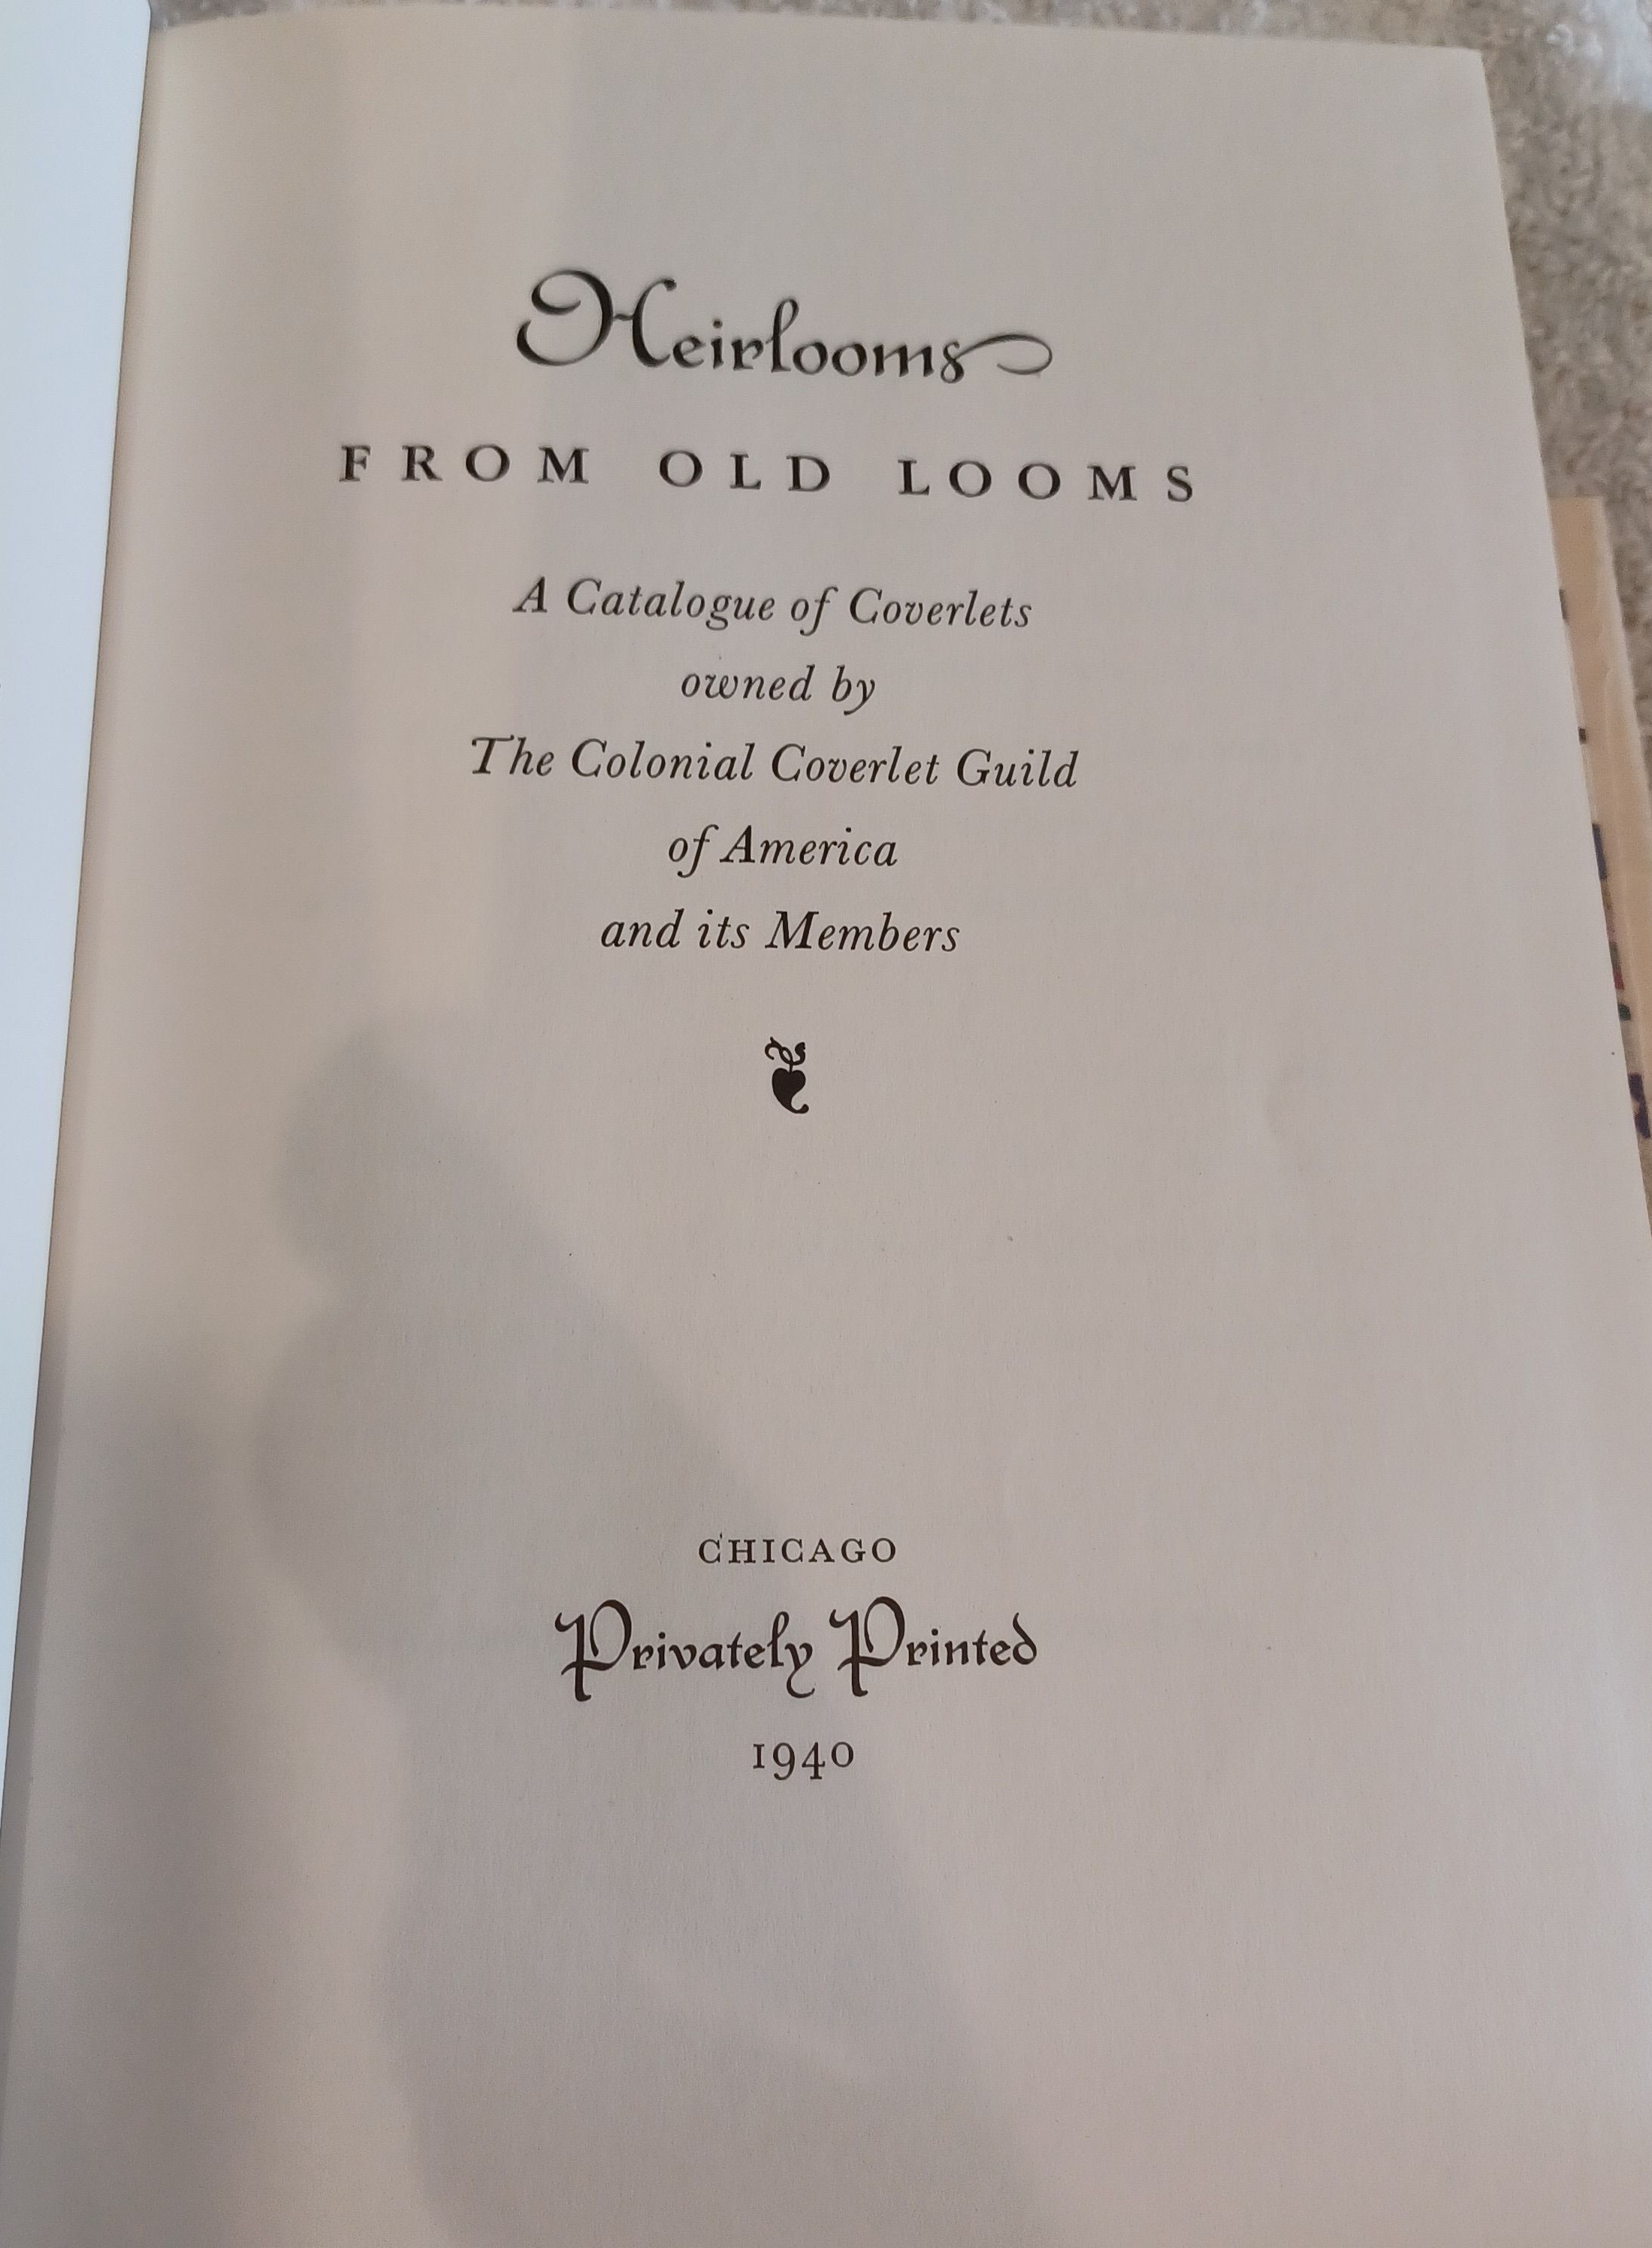 Heirlooms
FROM OLD LOOMS
A Catalogue of Coverlets
owned by
The Colonial Coverlet Guild
of America
and its Members
CHICAGO
Privately Printed
1940